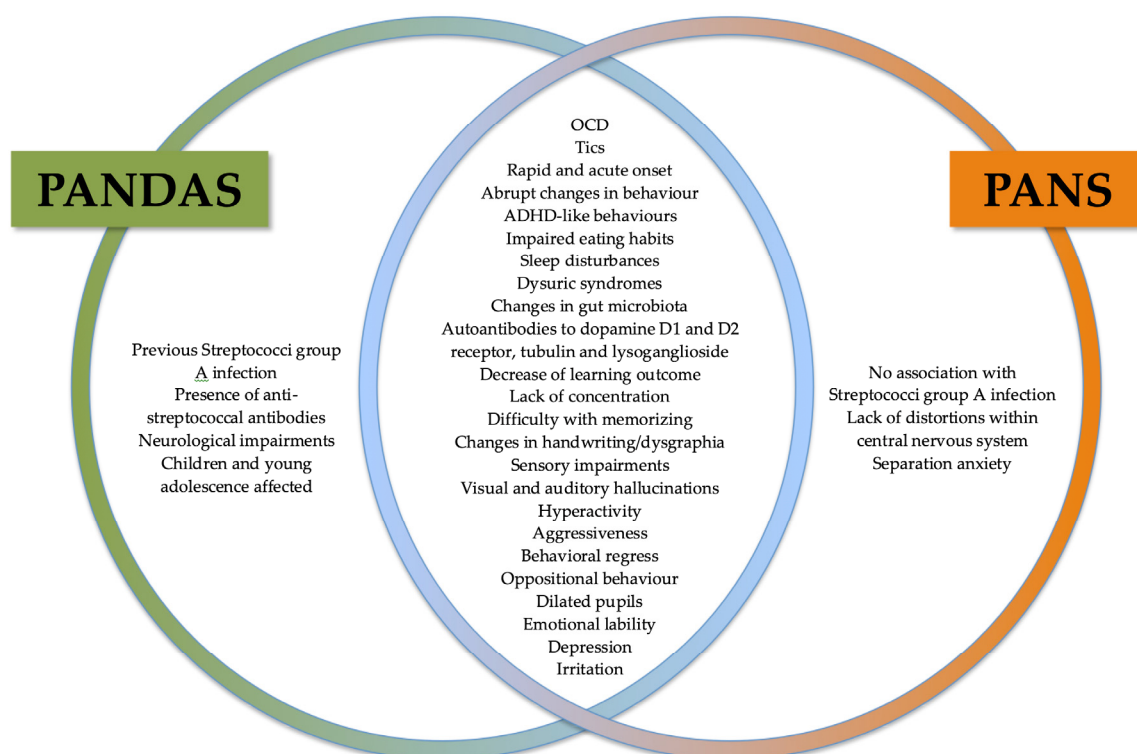 PANDAS
PANS
OCD
Tics
Rapid and acute onset
Abrupt changes in behaviour
ADHD-like behaviours
Impaired eating habits
Sleep disturbances
Dysuric syndromes
Changes in gut microbiota
Autoantibodies to dopamine D1 and D2
receptor, tubulin and lysoganglioside
Decrease of learning outcome
Lack of concentration
Difficulty with memorizing
Changes in handwriting/dysgraphia
Sensory impairments
Visual and auditory hallucinations
Hyperactivity
Aggressiveness
Behavioral regress
Oppositional behaviour
Dilated pupils
Emotional lability
Depression
Irritation
Previous Streptococci group
A infection
Presence of anti-
streptococcal antibodies
Neurological impairments
Children and young
adolescence affected
No association with
Streptococci group A infection
Lack of distortions within
central nervous system
Separation anxiety